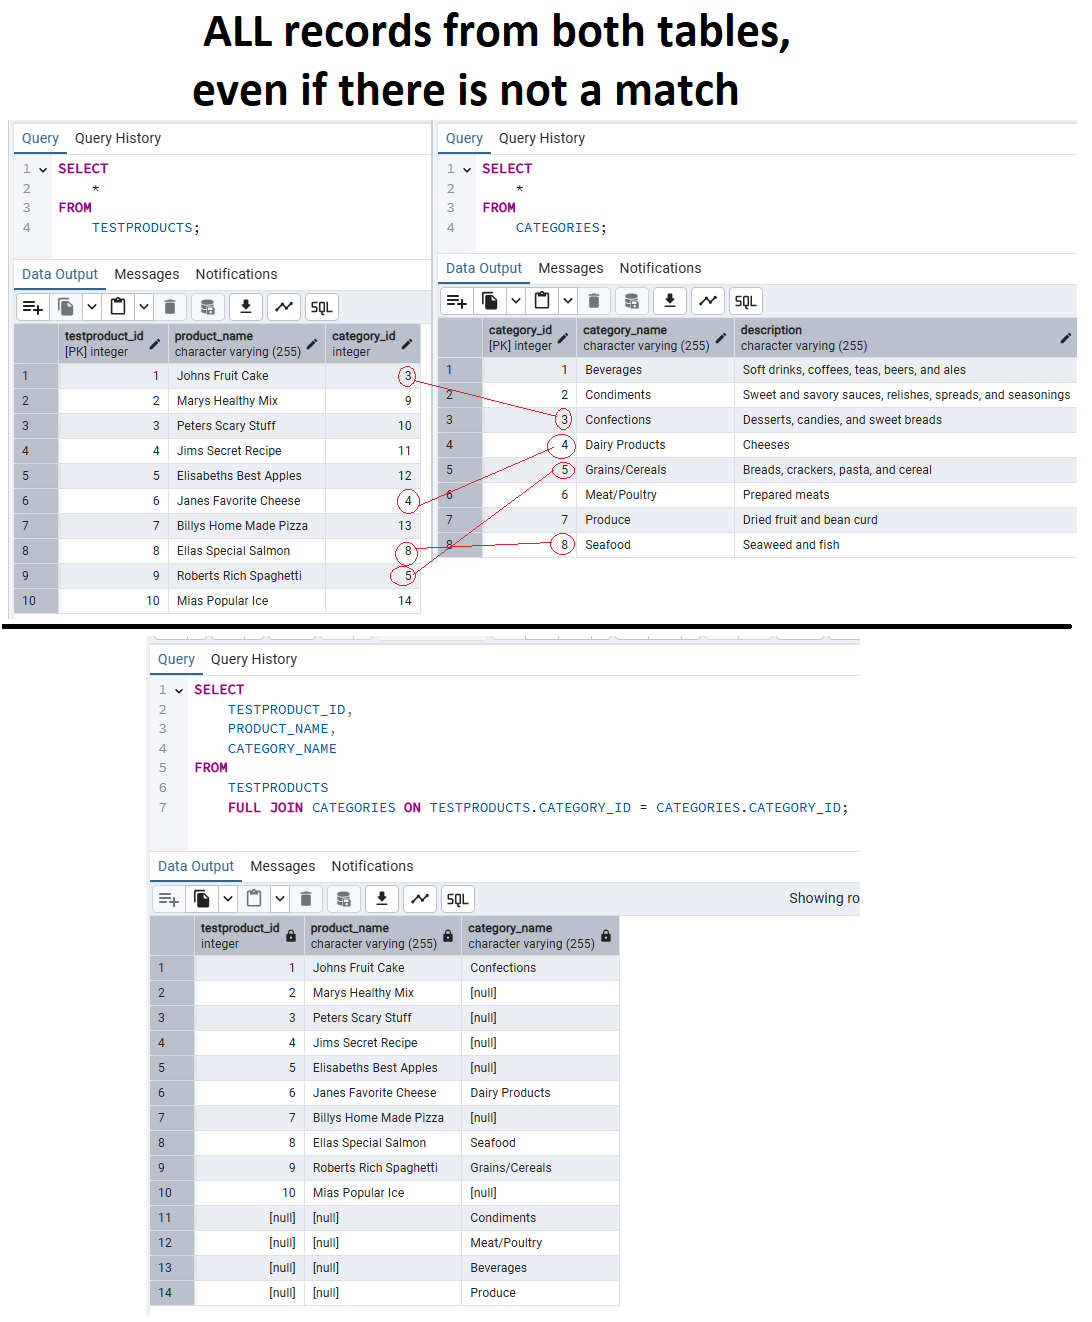 ALL records from both tables,
even if there is not a match
Query Query History
1 SELECT
2 *
3 FROM
4 TESTPRODUCTS;
Data Output Messages Notifications
SQL
testproduct_id product_name category_id
[PK] integer character varying (255) integer
1 1 Johns Fruit Cake 3
2 2 Marys Healthy Mix 9
3 3 Peters Scary Stuff 10
4 4 Jims Secret Recipe 11
5 5 Elisabeths Best Apples 12
6 6 Janes Favorite Cheese 4
7 7 Billys Home Made Pizza 13
8 8 Ellas Special Salmon 8
9 9 Roberts Rich Spaghetti 5
10 10 Mias Popular Ice 14
Query Query History
1 SELECT
2 *
3 FROM
4 CATEGORIES;
Data Output Messages Notifications
SQL
category_id category_name description
[PK] integer character varying (255) character varying (255)
1 1 Beverages Soft drinks, coffees, teas, beers, and ales
2 2 Condiments Sweet and savory sauces, relishes, spreads, and seasonings
3 3 Confections Desserts, candies, and sweet breads
4 4 Dairy Products Cheeses
5 5 Grains/Cereals Breads, crackers, pasta, and cereal
6 6 Meat/Poultry Prepared meats
7 7 Produce Dried fruit and bean curd
8 8 Seafood Seaweed and fish
Query Query History
1 SELECT
2 TESTPRODUCT_ID,
3 PRODUCT_NAME,
4 CATEGORY_NAME
5 FROM
6 TESTPRODUCTS
7 FULL JOIN CATEGORIES ON TESTPRODUCTS.CATEGORY_ID = CATEGORIES.CATEGORY_ID;
Data Output Messages Notifications
SQL Showing ro
testproduct_id product_name category_name
integer character varying (255) character varying (255)
1 1 Johns Fruit Cake Confections
2 2 Marys Healthy Mix [null]
3 3 Peters Scary Stuff [null]
4 4 Jims Secret Recipe [null]
5 5 Elisabeths Best Apples [null]
6 6 Janes Favorite Cheese Dairy Products
7 7 Billys Home Made Pizza [null]
8 8 Ellas Special Salmon Seafood
9 9 Roberts Rich Spaghetti Grains/Cereals
10 10 Mias Popular Ice [null]
11 [null] [null] Condiments
12 [null] [null] Meat/Poultry
13 [null] [null] Beverages
14 [null] [null] Produce